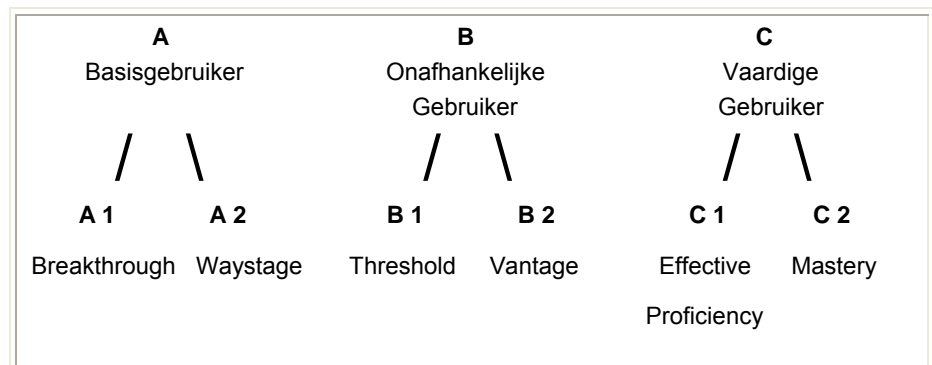 A B C
Basisgebruiker Onafhankelijke Vaardige
Gebruiker Gebruiker
A 1 A 2 B 1 B 2 C 1 C 2
Breakthrough Waystage Threshold Vantage Effective Mastery
Proficiency